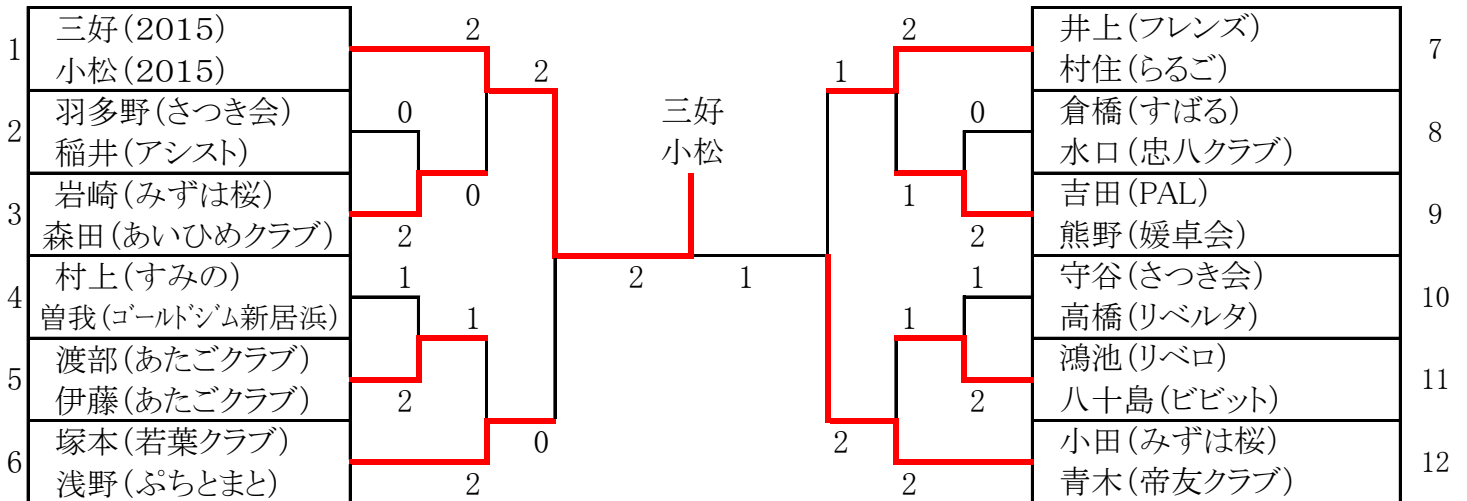 1
三好(2015)
小松(2015)
2
羽多野(さつき会)
稲井(アシスト)
3
岩崎(みずは桜)
森田(あいひめクラブ)
4
村上(すみの)
曽我(ｺﾞｰﾙﾄﾞｼﾞﾑ新居浜)
5
渡部(あたごクラブ)
伊藤(あたごクラブ)
6
塚本(若葉クラブ)
浅野(ぷちとまと)
2
0
0
2
1
1
2
2
2
0
三好
小松
2
1
1
2
2
0
1
2
1
1
2
2
井上(フレンズ)
村住(らるご)
7
倉橋(すばる)
水口(忠八クラブ)
8
吉田(PAL)
熊野(媛卓会)
9
守谷(さつき会)
高橋(リベルタ)
10
鴻池(リベロ)
八十島(ビビット)
11
小田(みずは桜)
青木(帝友クラブ)
12